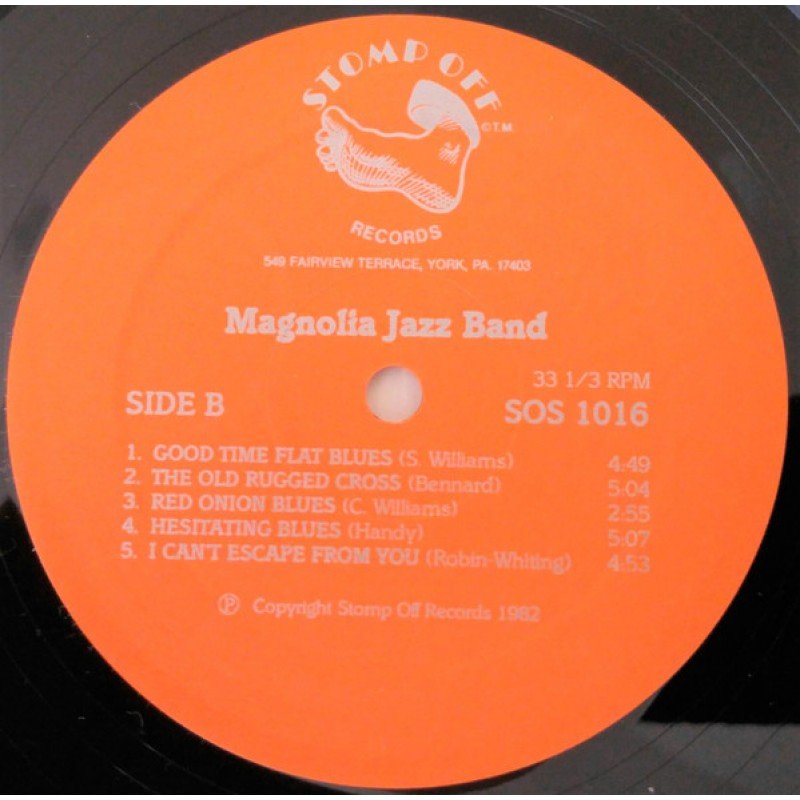 STOMP OFF
© T.M.
RECORDS
549 FAIRVIEW TERRACE, YORK, PA. 17403
Magnolia Jazz Band
33 1/3 RPM
SIDE B SOS 1016
1. GOOD TIME FLAT BLUES (S. Williams) 4:49
2. THE OLD RUGGED CROSS (Bennard) 5:04
3. RED ONION BLUES (C. Williams) 2:55
4. HESITATING BLUES (Handy) 5:07
5. I CAN'T ESCAPE FROM YOU (Robin-Whiting) 4:53
℗ Copyright Stomp Off Records 1982